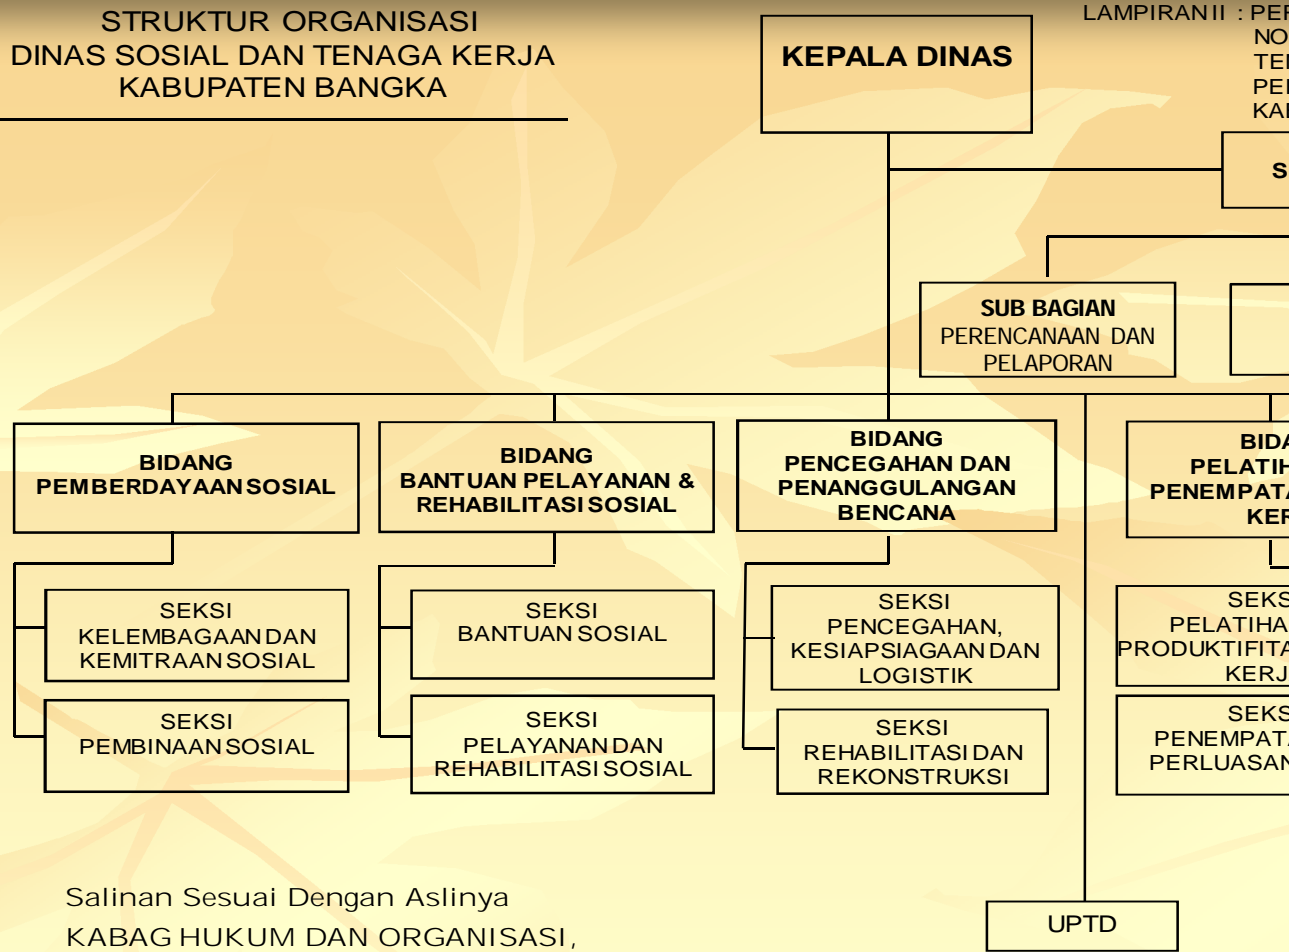 STRUKTUR ORGANISASI
DINAS SOSIAL DAN TENAGA KERJA
KABUPATEN BANGKA
KEPALA DINAS
LAMPIRAN II :
SUB BAGIAN
PERENCANAAN DAN
PELAPORAN
BIDANG
PEMBERDAYAAN SOSIAL
BIDANG
BANTUAN PELAYANAN &
REHABILITASI SOSIAL
BIDANG
PENCEGAHAN DAN
PENANGGULANGAN
BENCANA
SEKSI
KELEMBAGAAN DAN
KEMITRAAN SOSIAL
SEKSI
PEMBINAAN SOSIAL
SEKSI
BANTUAN SOSIAL
SEKSI
PELAYANAN DAN
REHABILITASI SOSIAL
SEKSI
PENCEGAHAN,
KESIAPSIAGAAN DAN
LOGISTIK
SEKSI
REHABILITASI DAN
REKONSTRUKSI
UPTD
Salinan Sesuai Dengan Aslinya
KABAG HUKUM DAN ORGANISASI,